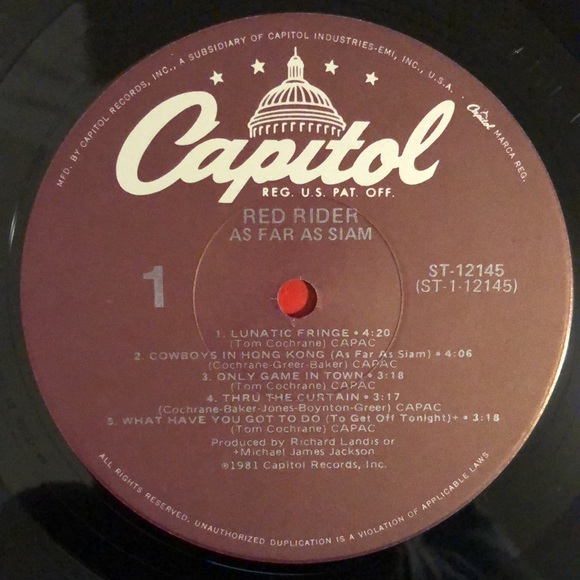 MFD. BY CAPITOL RECORDS, INC., A SUBSIDIARY OF CAPITOL INDUSTRIES-EMI, INC., U.S.A.
Capitol MARCA REG.
Capitol
REG. U.S. PAT. OFF.
RED RIDER
AS FAR AS SIAM
1
ST-12145
(ST-1-12145)
1. LUNATIC FRINGE • 4:20
(Tom Cochrane) CAPAC
2. COWBOYS IN HONG KONG (As Far As Siam) • 4:06
(Cochrane-Greer-Baker) CAPAC
3. ONLY GAME IN TOWN • 3:18
(Tom Cochrane) CAPAC
4. THRU THE CURTAIN • 3:17
(Cochrane-Baker-Jones-Boynton-Greer) CAPAC
5. WHAT HAVE YOU GOT TO DO (To Get Off Tonight)+ • 3:18
(Tom Cochrane) CAPAC
Produced by Richard Landis or
+Michael James Jackson
℗1981 Capitol Records, Inc.
ALL RIGHTS RESERVED. UNAUTHORIZED DUPLICATION IS A VIOLATION OF APPLICABLE LAWS